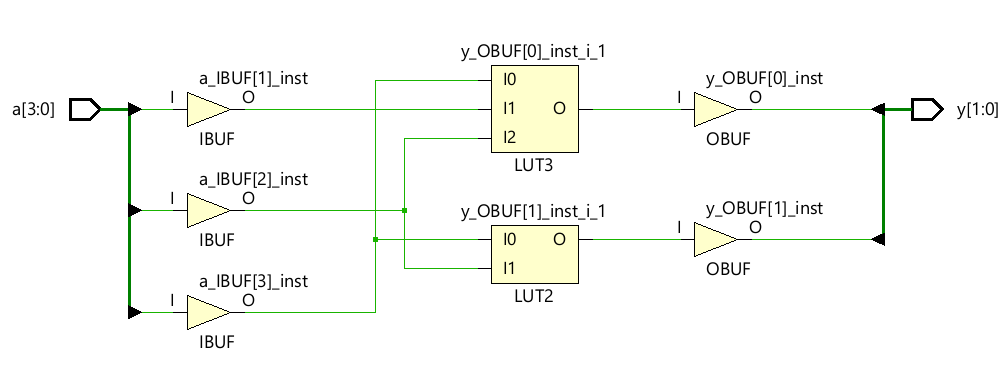 y_OBUF[0]_inst_i_1
a_IBUF[1]_inst
I0
y_OBUF[0]_inst
a[3:0]
I
O
I1
O
I
O
y[1:0]
IBUF
I2
OBUF
LUT3
a_IBUF[2]_inst
I
O
y_OBUF[1]_inst_i_1
y_OBUF[1]_inst
IBUF
I0
O
I
O
I1
OBUF
a_IBUF[3]_inst
I
O
LUT2
IBUF